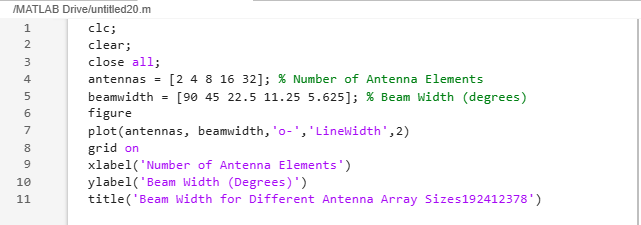 /MATLAB Drive/untitled20.m
1 clc;
2 clear;
3 close all;
4 antennas = [2 4 8 16 32]; % Number of Antenna Elements
5 beamwidth = [90 45 22.5 11.25 5.625]; % Beam Width (degrees)
6 figure
7 plot(antennas, beamwidth,'o-','LineWidth',2)
8 grid on
9 xlabel('Number of Antenna Elements')
10 ylabel('Beam Width (Degrees)')
11 title('Beam Width for Different Antenna Array Sizes192412378')